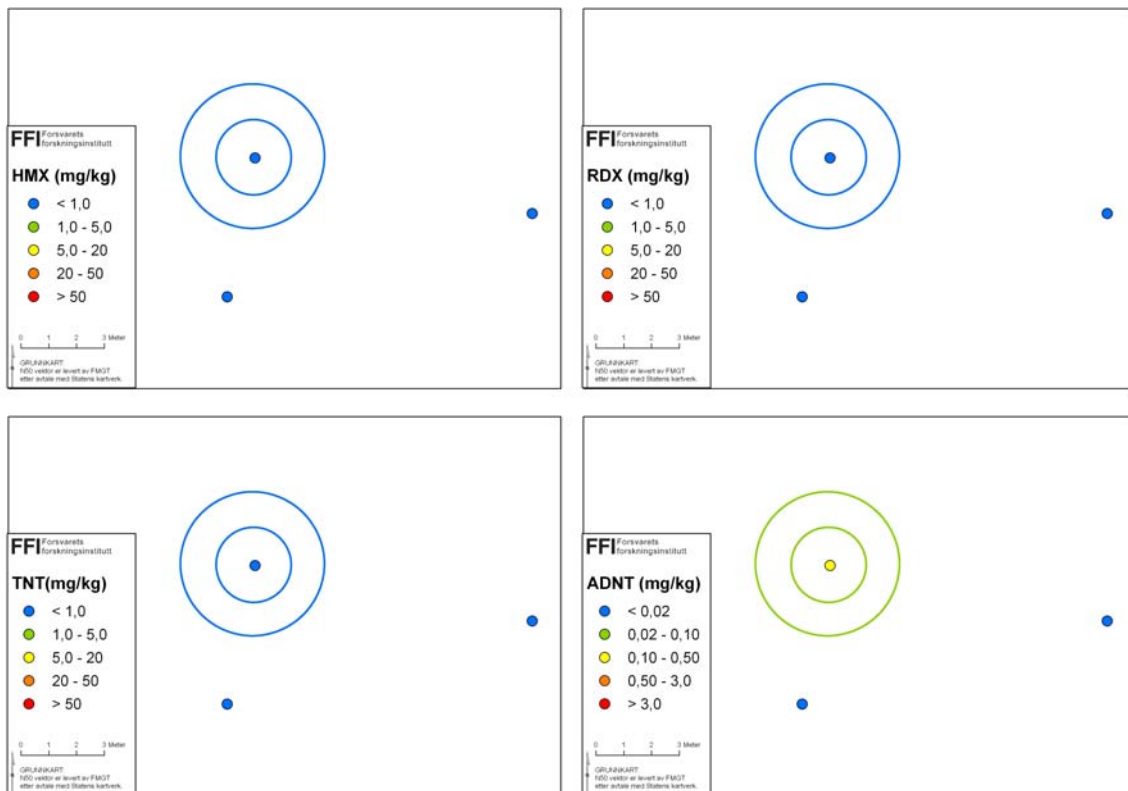 FFI Forsvarets
forskningsinstitutt
HMX (mg/kg)
< 1,0
1,0 - 5,0
5,0 - 20
20 - 50
> 50
0 1 2 3 Meter
GRUNNKART:
N50 vektor er levert av FMGT
etter avtale med Statens kartverk.
FFI Forsvarets
forskningsinstitutt
RDX (mg/kg)
< 1,0
1,0 - 5,0
5,0 - 20
20 - 50
> 50
0 1 2 3 Meter
GRUNNKART:
N50 vektor er levert av FMGT
etter avtale med Statens kartverk.
FFI Forsvarets
forskningsinstitutt
TNT(mg/kg)
< 1,0
1,0 - 5,0
5,0 - 20
20 - 50
> 50
0 1 2 3 Meter
GRUNNKART:
N50 vektor er levert av FMGT
etter avtale med Statens kartverk.
FFI Forsvarets
forskningsinstitutt
ADNT (mg/kg)
< 0,02
0,02 - 0,10
0,10 - 0,50
0,50 - 3,0
> 3,0
0 1 2 3 Meter
GRUNNKART:
N50 vektor er levert av FMGT
etter avtale med Statens kartverk.